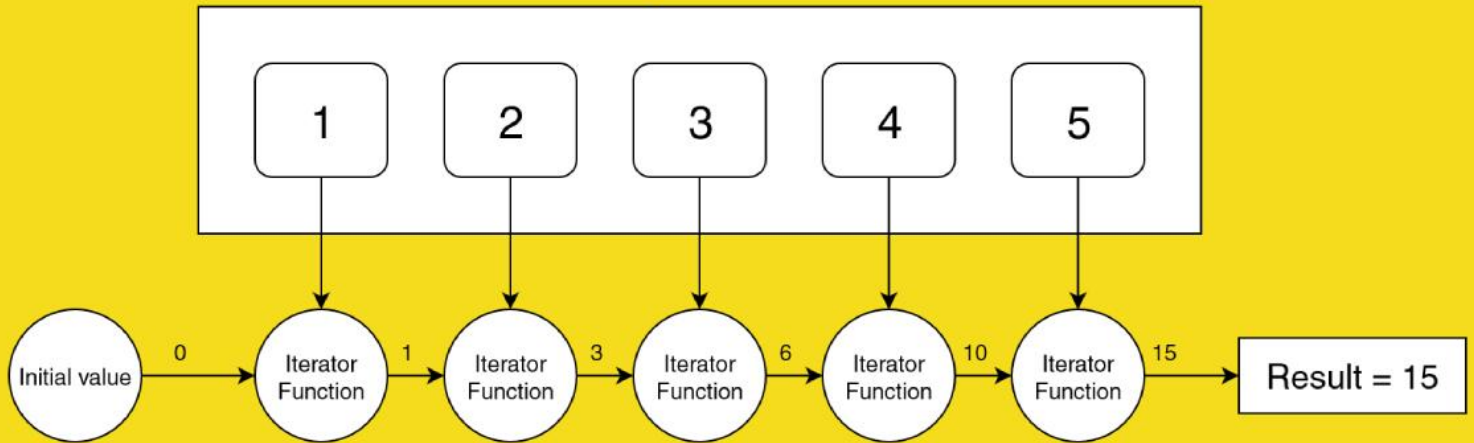 1 2 3 4 5
0 1 3 6 10 15
Initial value
Iterator
Function
Iterator
Function
Iterator
Function
Iterator
Function
Iterator
Function
Result = 15